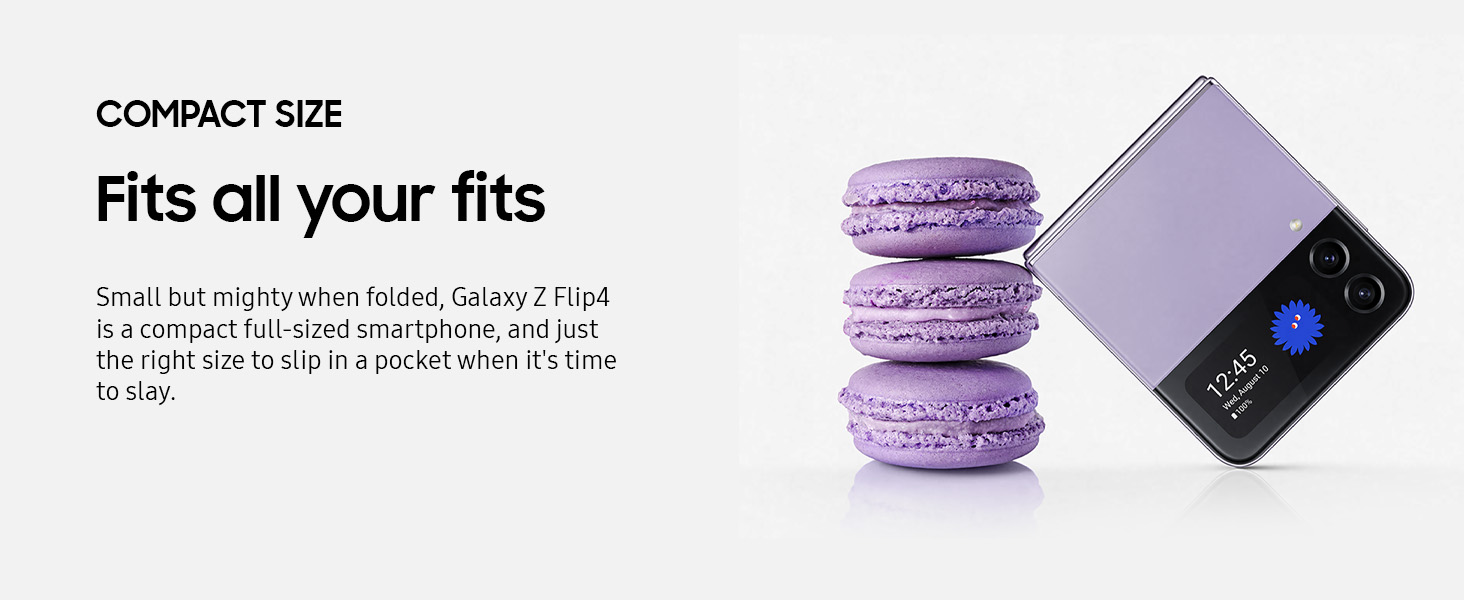 COMPACT SIZE
Fits all your fits
Small but mighty when folded, Galaxy Z Flip4
is a compact full-sized smartphone, and just
the right size to slip in a pocket when it's time
to slay.
12:45
Wed, August 10
100%